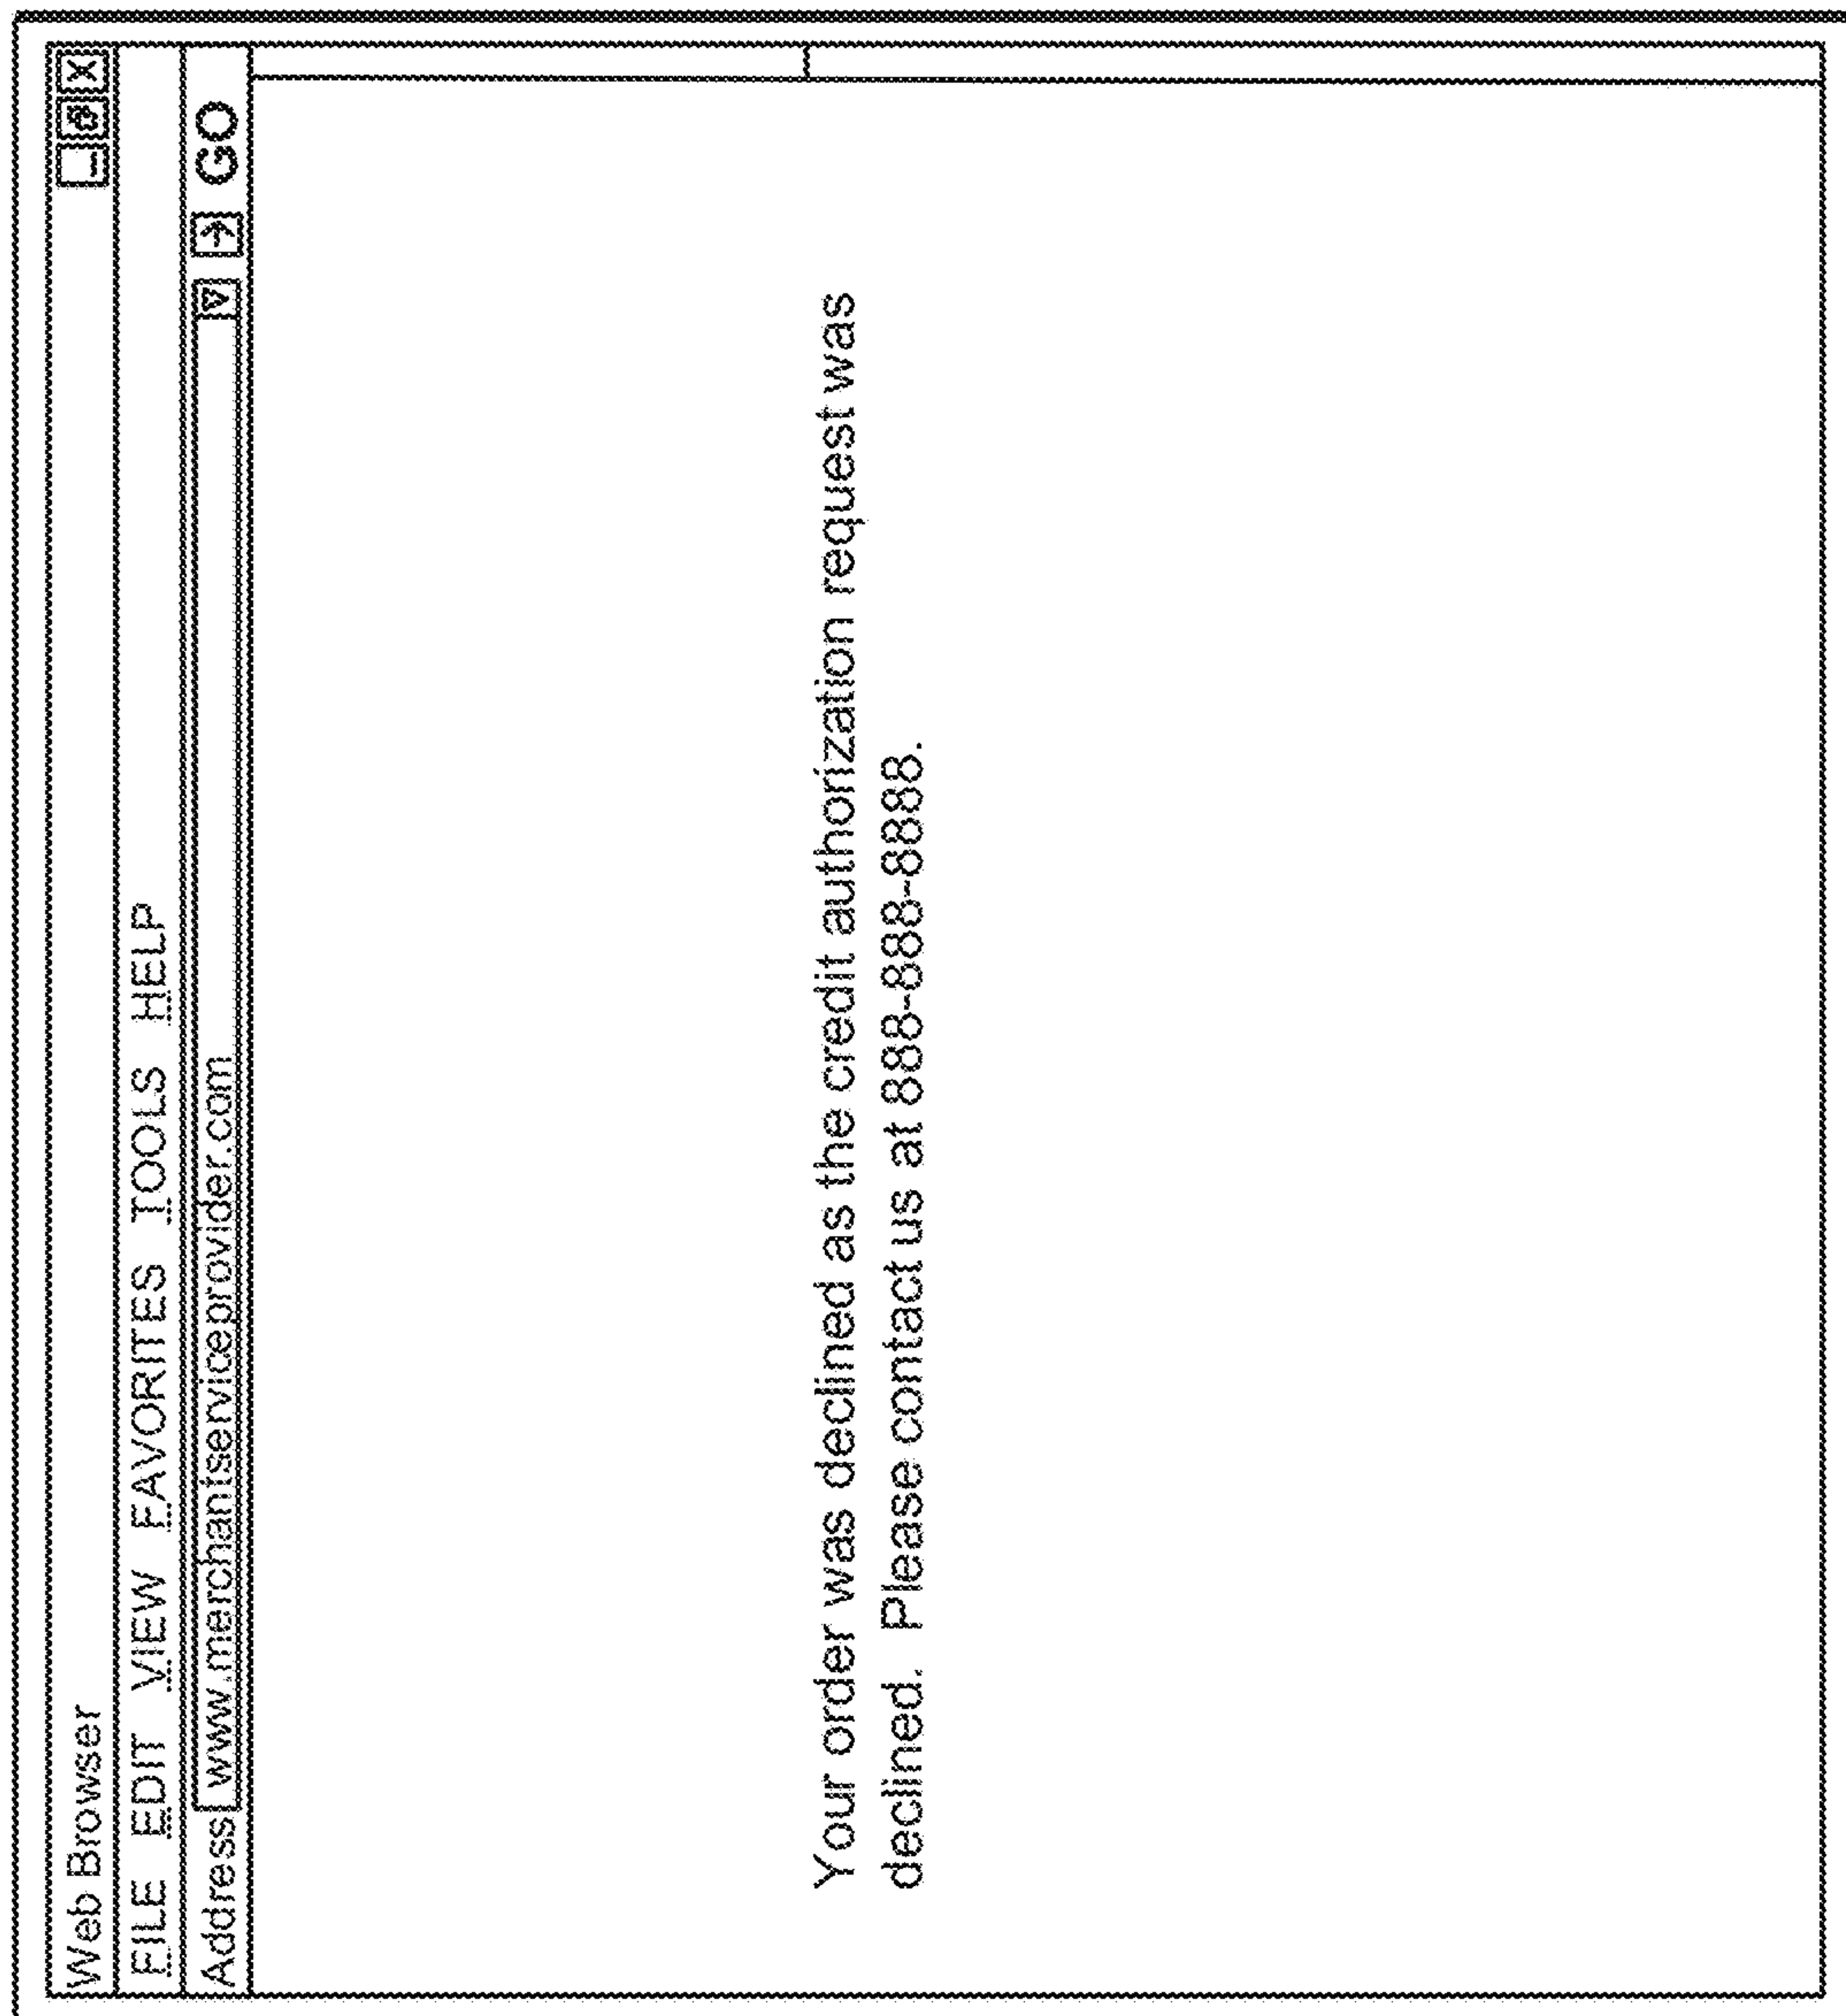 Web Browser
FILE EDIT VIEW FAVORITES TOOLS HELP
Address www.merchantserviceprovider.com GO
Your order was declined as the credit authorization request was
declined. Please contact us at 888-888-8888.